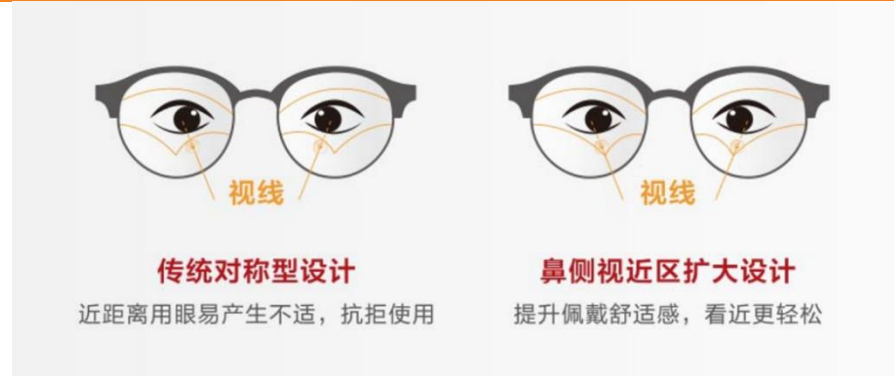 视线
视线
传统对称型设计
近距离用眼易产生不适，抗拒使用
鼻侧视近区扩大设计
提升佩戴舒适感，看近更轻松